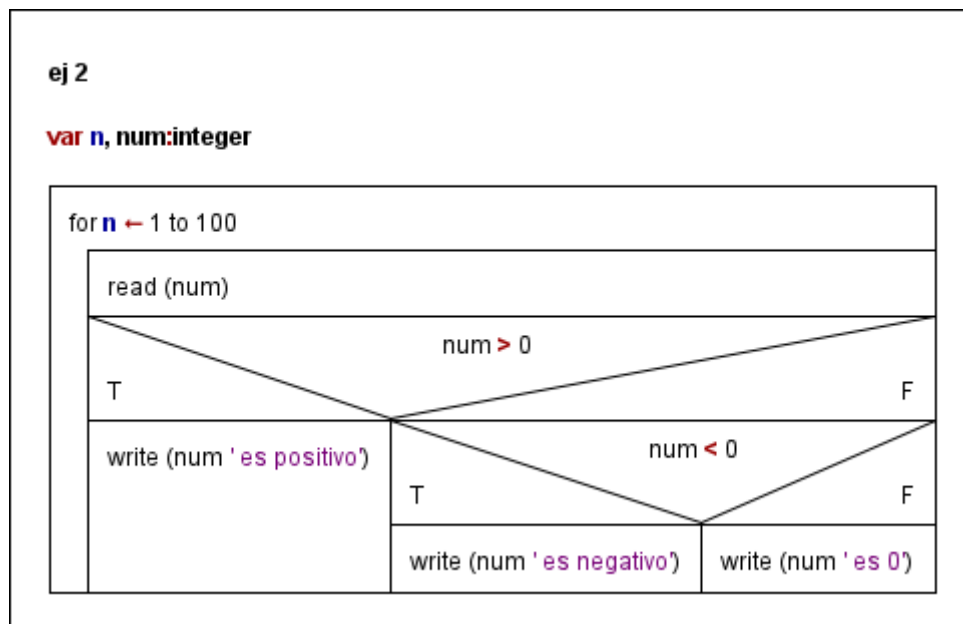 ej 2
var n, num:integer
for n ← 1 to 100
read (num)
num > 0
T
F
write (num ' es positivo')
num < 0
T
F
write (num ' es negativo')
write (num ' es 0')